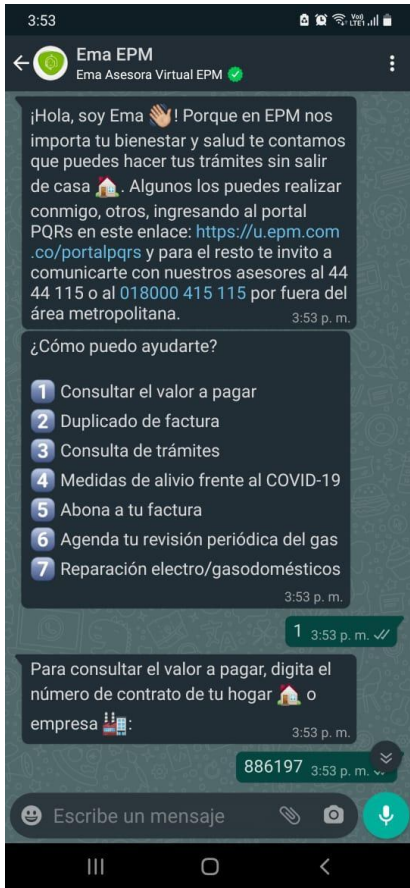 3:53
Vo)) LTE1
Ema EPM
Ema Asesora Virtual EPM
¡Hola, soy Ema 👋🏼! Porque en EPM nos
importa tu bienestar y salud te contamos
que puedes hacer tus trámites sin salir
de casa 🏠. Algunos los puedes realizar
conmigo, otros, ingresando al portal
PQRs en este enlace: https://u.epm.com
.co/portalpqrs y para el resto te invito a
comunicarte con nuestros asesores al 44
44 115 o al 018000 415 115 por fuera del
área metropolitana.
3:53 p. m.
¿Cómo puedo ayudarte?
1 Consultar el valor a pagar
2 Duplicado de factura
3 Consulta de trámites
4 Medidas de alivio frente al COVID-19
5 Abona a tu factura
6 Agenda tu revisión periódica del gas
7 Reparación electro/gasodomésticos
3:53 p. m.
1 3:53 p. m.
Para consultar el valor a pagar, digita el
número de contrato de tu hogar 🏠 o
empresa 🏭:
3:53 p. m.
886197 3:53 p. m.
Escribe un mensaje